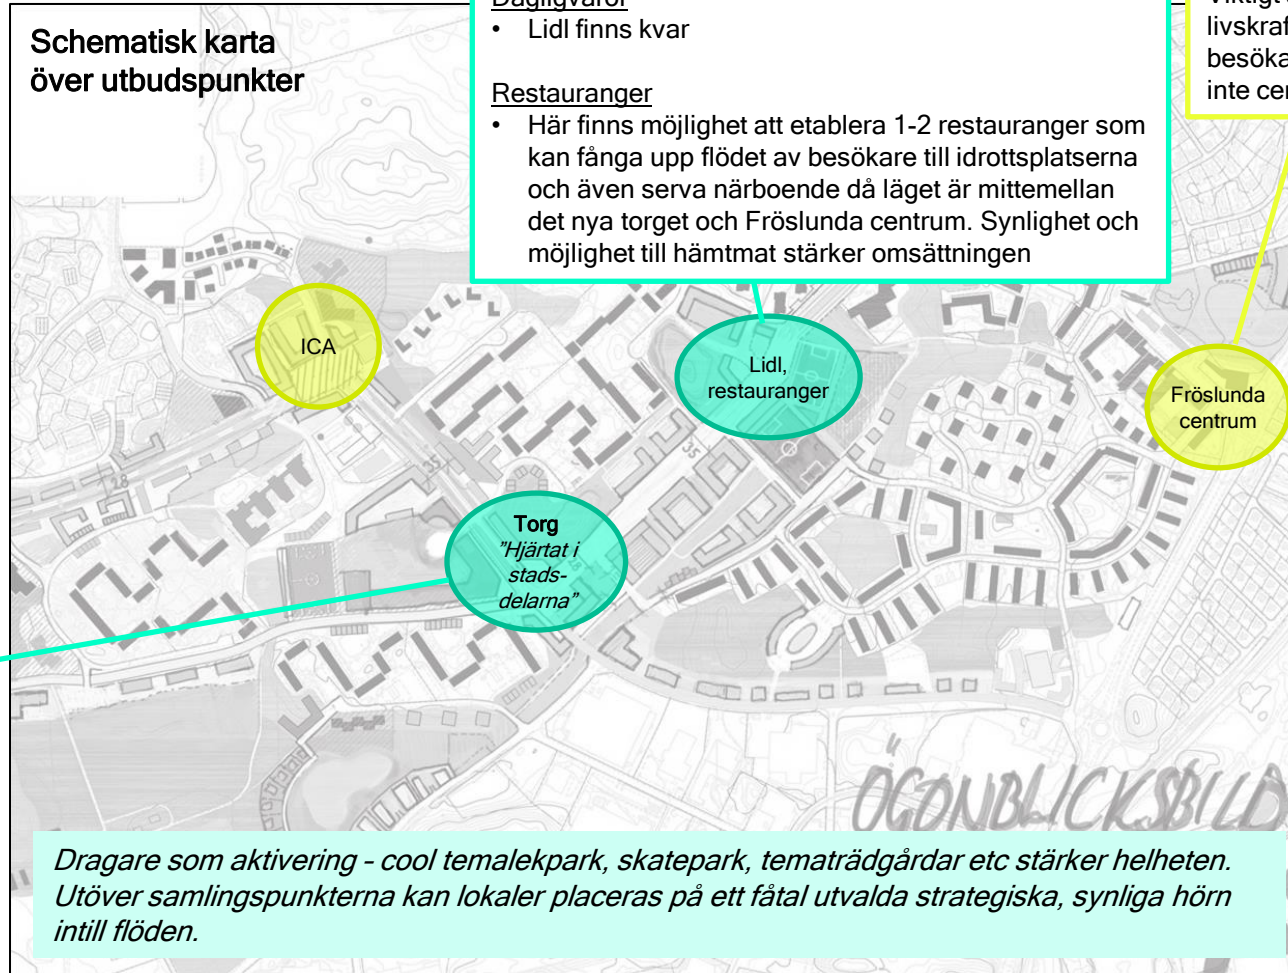 Schematisk karta
över utbudspunkter
Dagligvaror
• Lidl finns kvar
Restauranger
• Här finns möjlighet att etablera 1-2 restauranger som
kan fånga upp flödet av besökare till idrottsplatserna
och även serva närboende då läget är mittemellan
det nya torget och Fröslunda centrum. Synlighet och
möjlighet till hämtmat stärker omsättningen
livskraf
besöka
inte cen
ICA
Lidl,
restauranger
Fröslunda
centrum
35
35
28
Torg
”Hjärtat i
stads-
delarna”
28
ÖGONBLICKSBILD
Dragare som aktivering - cool temalekpark, skatepark, tematrädgårdar etc stärker helheten.
Utöver samlingspunkterna kan lokaler placeras på ett fåtal utvalda strategiska, synliga hörn
intill flöden.